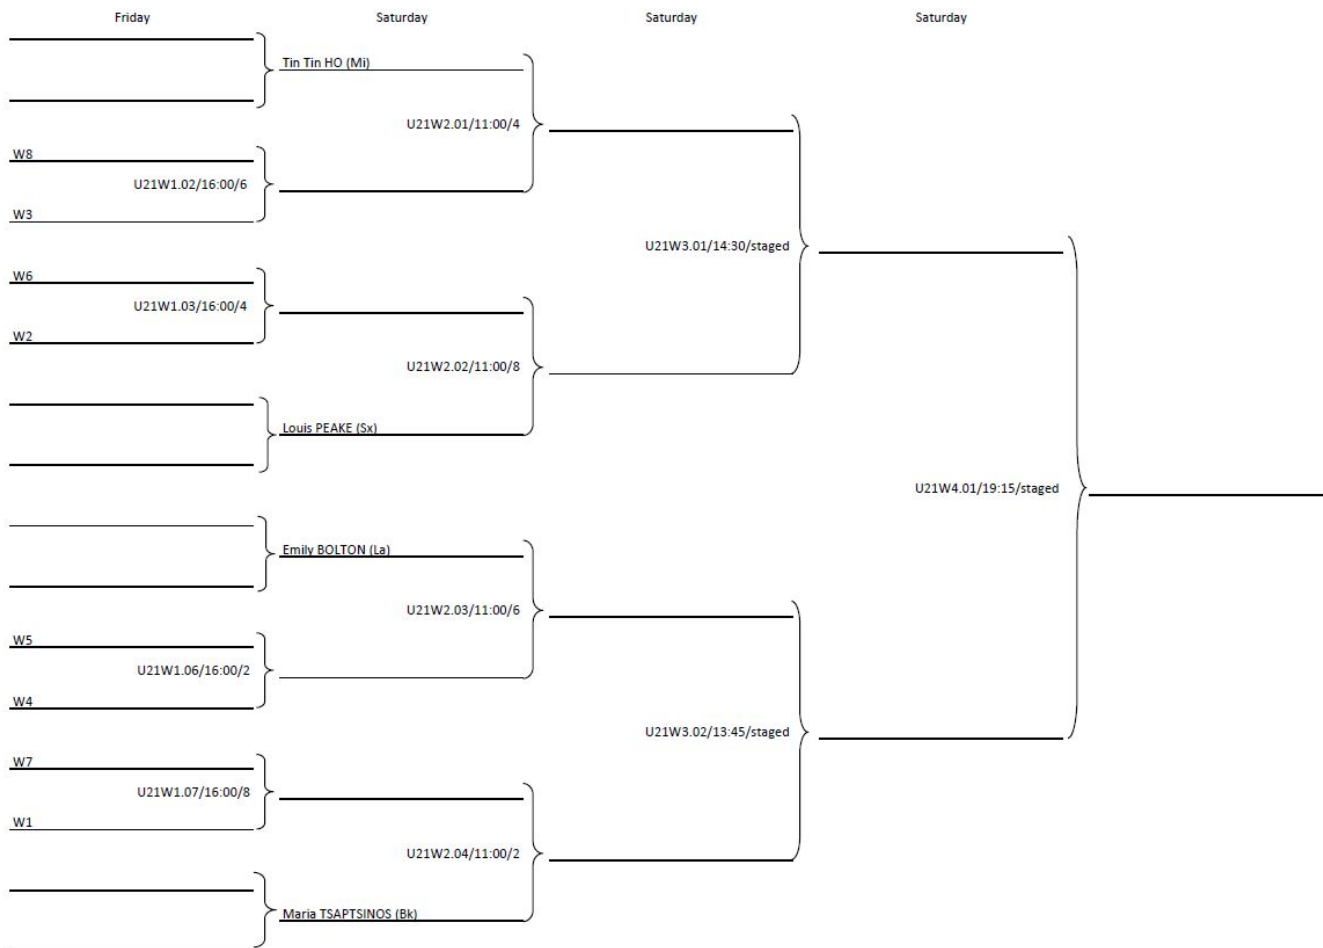 Friday
Saturday
Saturday
Saturday
Tin Tin HO (Mi)
U21W2.01/11:00/4
W8
U21W1.02/16:00/6
W3
U21W3.01/14:30/staged
W6
U21W1.03/16:00/4
W2
U21W2.02/11:00/8
Louis PEAKE (Sx)
U21W4.01/19:15/staged
Emily BOLTON (La)
U21W2.03/11:00/6
W5
U21W1.06/16:00/2
W4
U21W3.02/13:45/staged
W7
U21W1.07/16:00/8
W1
U21W2.04/11:00/2
Maria TSAPTSINOS (Bk)